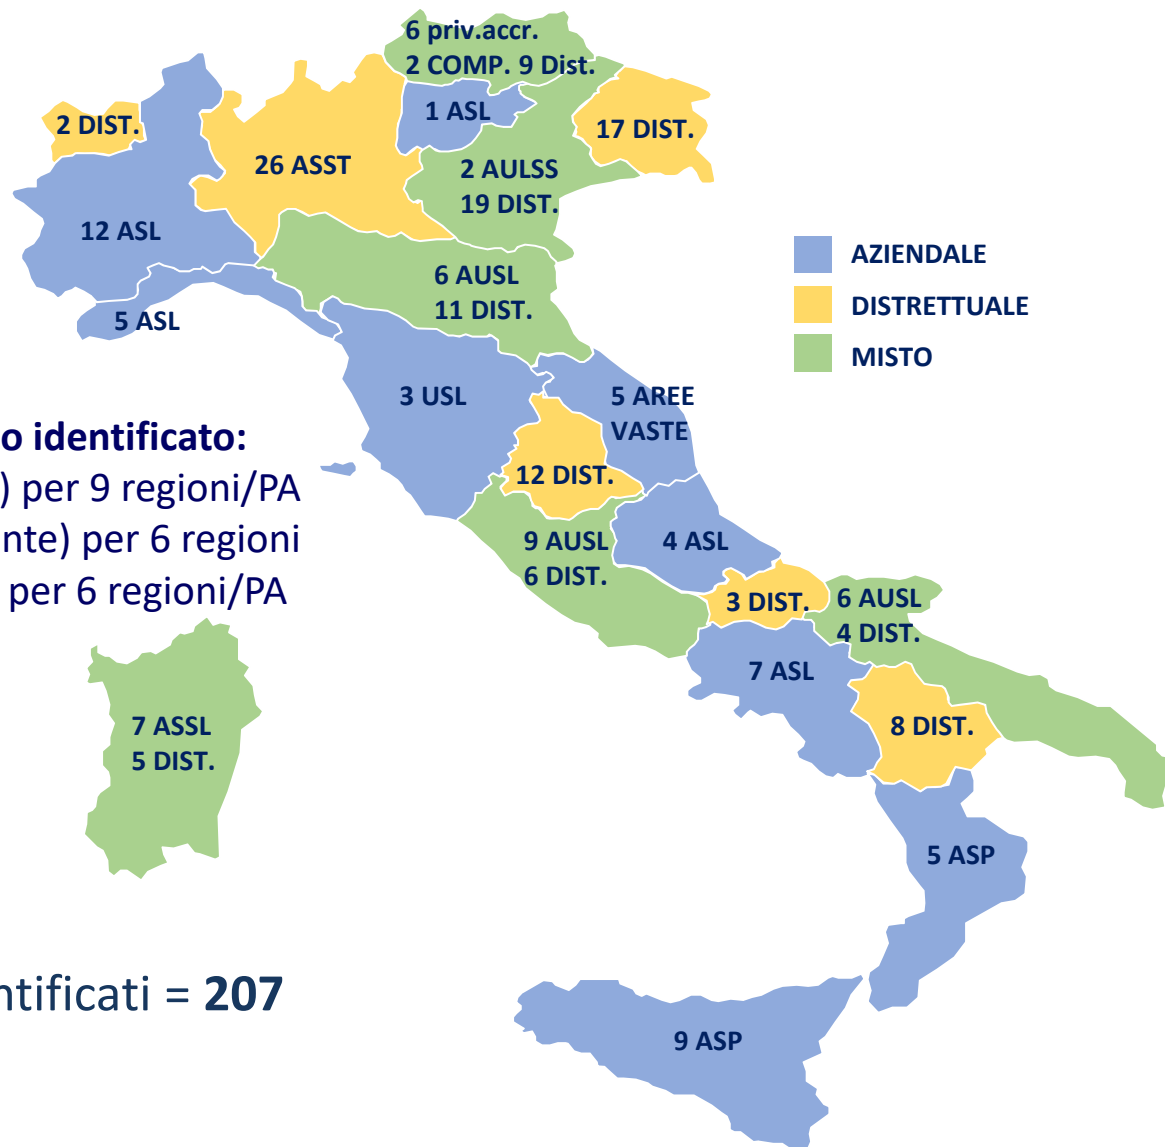 6 priv.accr.
2 COMP. 9 Dist.
2 DIST.
1 ASL
17 DIST.
26 ASST
2 AULSS
19 DIST.
12 ASL
6 AUSL
11 DIST.
5 ASL
AZIENDALE
DISTRETTUALE
MISTO
3 USL
5 AREE
VASTE
o identificato:
) per 9 regioni/PA
nte) per 6 regioni
per 6 regioni/PA
12 DIST.
9 AUSL
6 DIST.
4 ASL
3 DIST.
6 AUSL
4 DIST.
7 ASL
7 ASSL
5 DIST.
8 DIST.
5 ASP
ntificati = 207
9 ASP